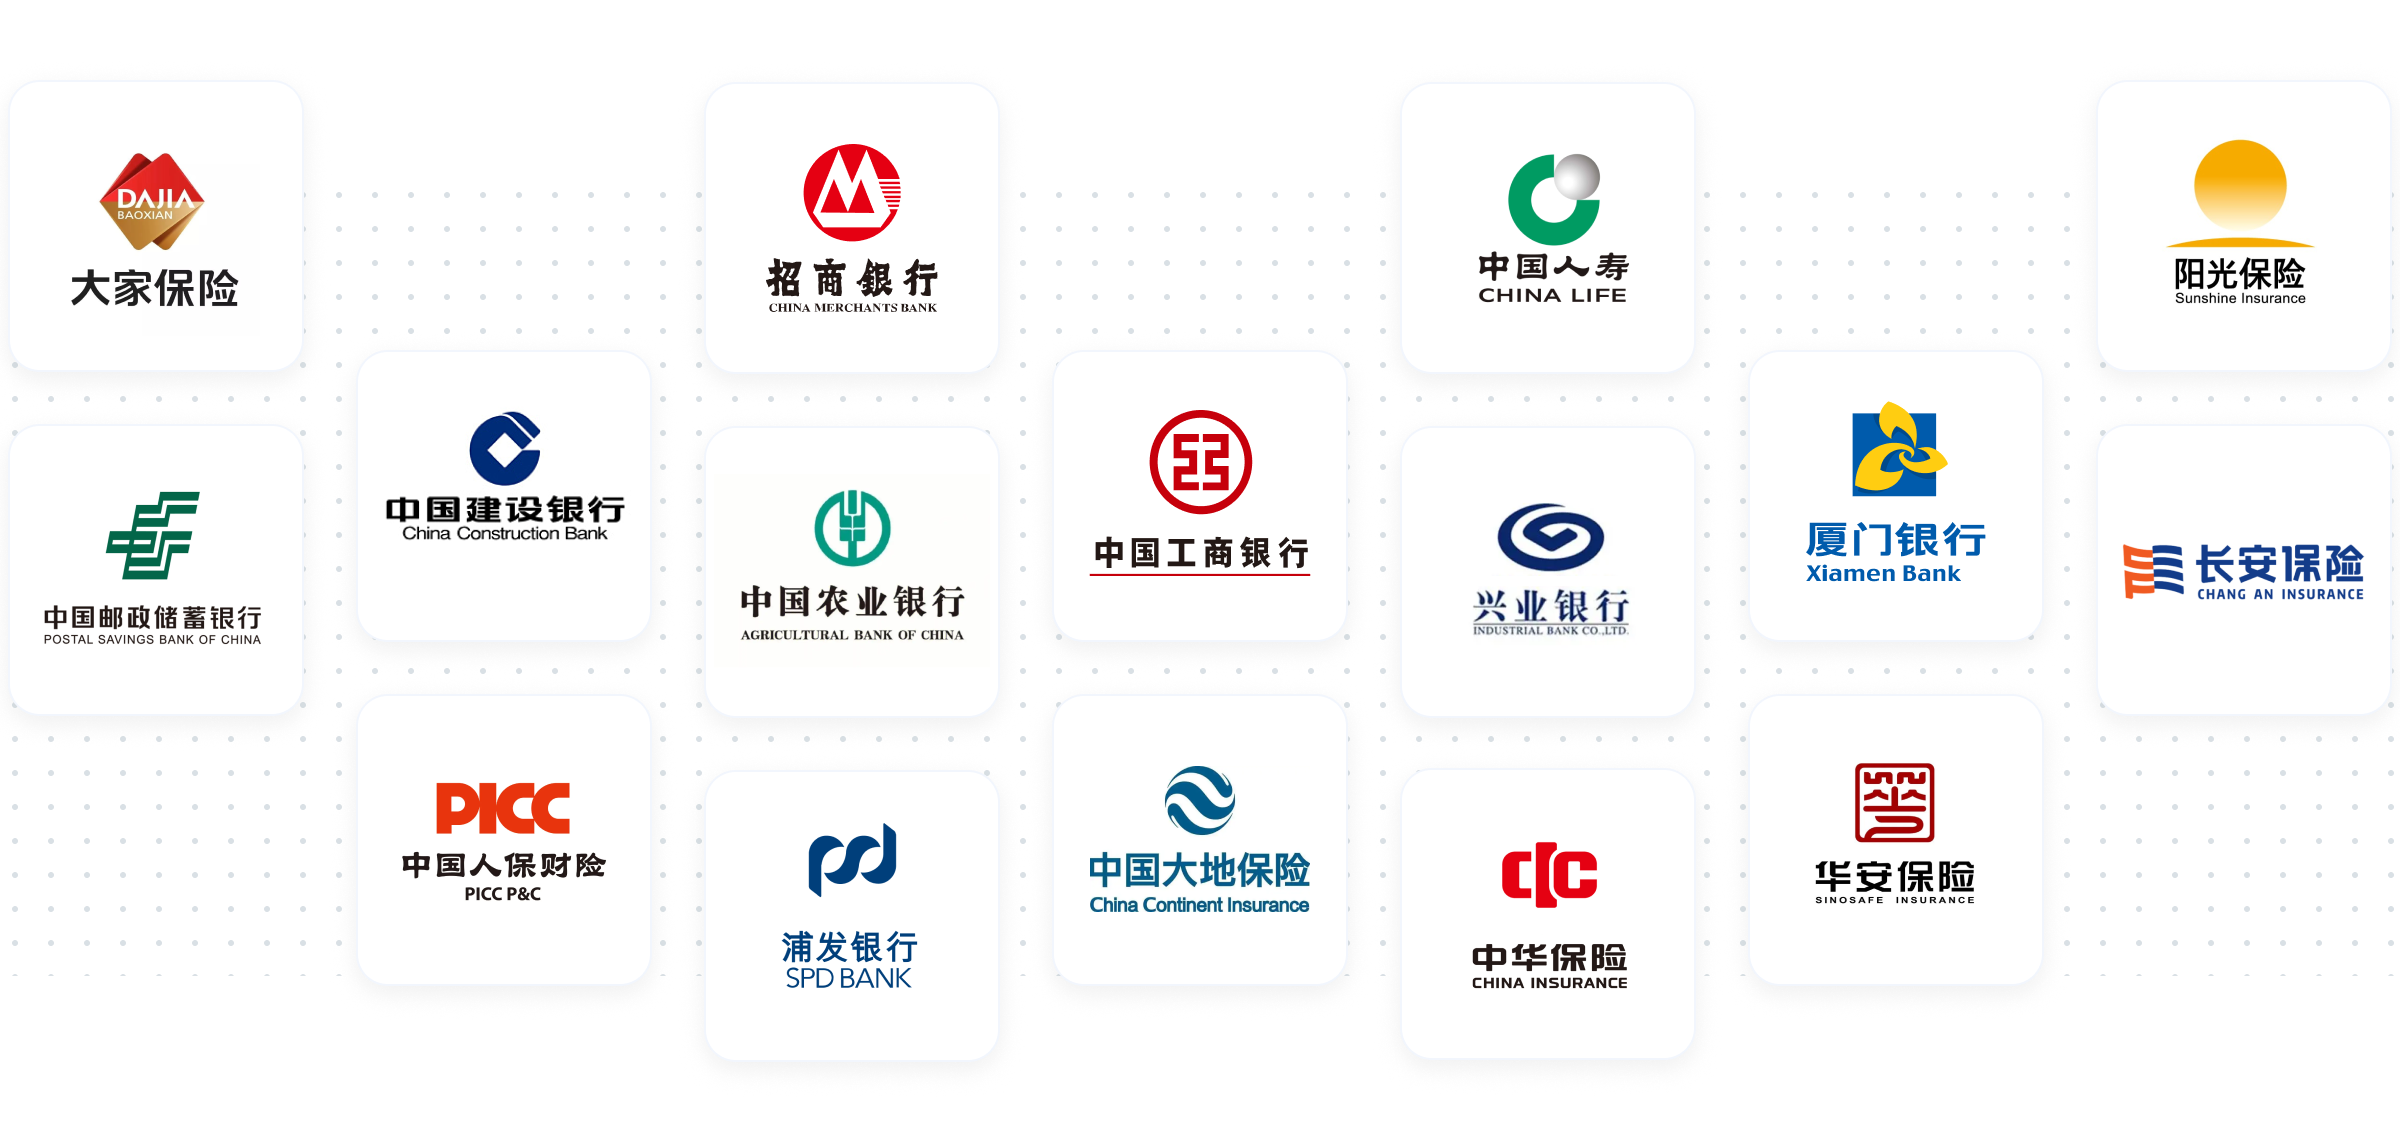 DAJIA
BAOXIAN
大家保险
中国邮政储蓄银行
POSTAL SAVINGS BANK OF CHINA
中国建设银行
China Construction Bank
PICC
中国人保财险
PICC P&C
招商銀行
CHINA MERCHANTS BANK
中国农业银行
AGRICULTURAL BANK OF CHINA
浦发银行
SPD BANK
中国工商银行
中国大地保险
China Continent Insurance
中国人寿
CHINA LIFE
兴业银行
INDUSTRIAL BANK CO.,LTD.
中华保险
CHINA INSURANCE
厦门银行
Xiamen Bank
华安保险
SINOSAFE INSURANCE
阳光保险
Sunshine Insurance
长安保险
CHANG AN INSURANCE